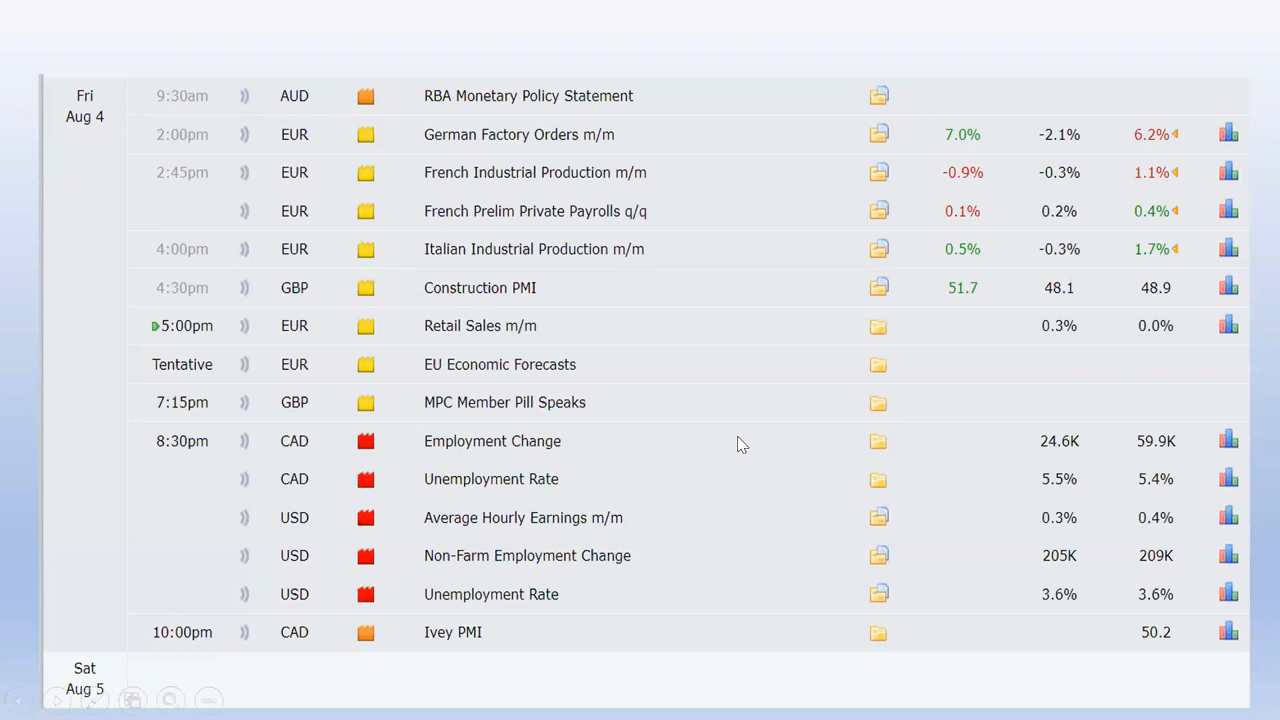 Fri
Aug 4
9:30am AUD RBA Monetary Policy Statement
2:00pm EUR German Factory Orders m/m 7.0% -2.1% 6.2%
2:45pm EUR French Industrial Production m/m -0.9% -0.3% 1.1%
EUR French Prelim Private Payrolls q/q 0.1% 0.2% 0.4%
4:00pm EUR Italian Industrial Production m/m 0.5% -0.3% 1.7%
4:30pm GBP Construction PMI 51.7 48.1 48.9
5:00pm EUR Retail Sales m/m 0.3% 0.0%
Tentative EUR EU Economic Forecasts
7:15pm GBP MPC Member Pill Speaks
8:30pm CAD Employment Change 24.6K 59.9K
CAD Unemployment Rate 5.5% 5.4%
USD Average Hourly Earnings m/m 0.3% 0.4%
USD Non-Farm Employment Change 205K 209K
USD Unemployment Rate 3.6% 3.6%
10:00pm CAD Ivey PMI 50.2
Sat
Aug 5